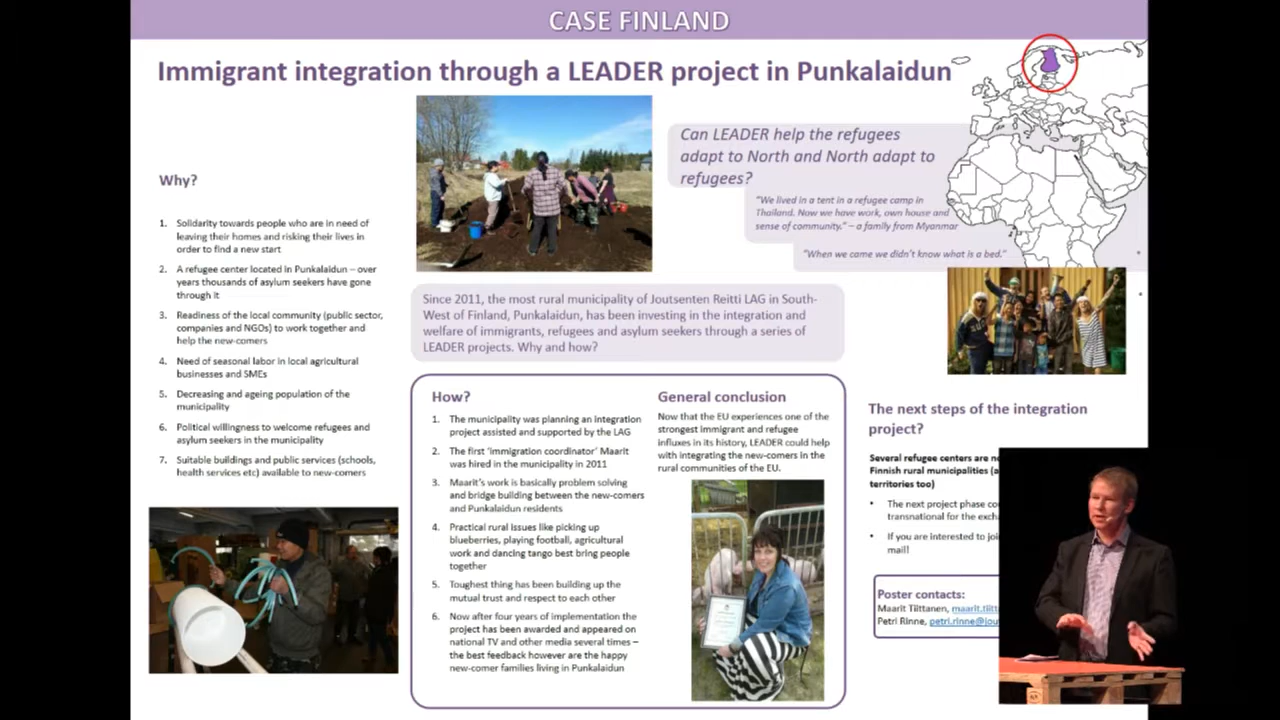 CASE FINLAND
Immigrant integration through a LEADER project in Punkalaidun
Can LEADER help the refugees
adapt to North and North adapt to
refugees?
"We lived in a tent in a refugee camp in
Thailand. Now we have work, own house and
sense of community." – a family from Myanmar
"When we came we didn't know what is a bed."
Why?
1. Solidarity towards people who are in need of
leaving their homes and risking their lives in
order to find a new start
2. A refugee center located in Punkalaidun – over
years thousands of asylum seekers have gone
through it
3. Readiness of the local community (public sector,
companies and NGOs) to work together and
help the new-comers
4. Need of seasonal labor in local agricultural
businesses and SMEs
5. Decreasing and ageing population of the
municipality
6. Political willingness to welcome refugees and
asylum seekers in the municipality
7. Suitable buildings and public services (schools,
health services etc) available to new-comers
Since 2011, the most rural municipality of Joutsenten Reitti LAG in South-
West of Finland, Punkalaidun, has been investing in the integration and
welfare of immigrants, refugees and asylum seekers through a series of
LEADER projects. Why and how?
How?
1. The municipality was planning an integration
project assisted and supported by the LAG
2. The first 'immigration coordinator' Maarit
was hired in the municipality in 2011
3. Maarit's work is basically problem solving
and bridge building between the new-comers
and Punkalaidun residents
4. Practical rural issues like picking up
blueberries, playing football, agricultural
work and dancing tango best bring people
together
5. Toughest thing has been building up the
mutual trust and respect to each other
6. Now after four years of implementation the
project has been awarded and appeared on
national TV and other media several times –
the best feedback however are the happy
new-comer families living in Punkalaidun
General conclusion
Now that the EU experiences one of the
strongest immigrant and refugee
influxes in its history, LEADER could help
with integrating the new-comers in the
rural communities of the EU.
The next steps of the integration
project?
Several refugee centers are
Finnish rural municipalities
territories too)
• The next project phase
transnational for the
• If you are interested to
mail!
Poster contacts:
Maarit Tiittanen,
Petri Rinne,